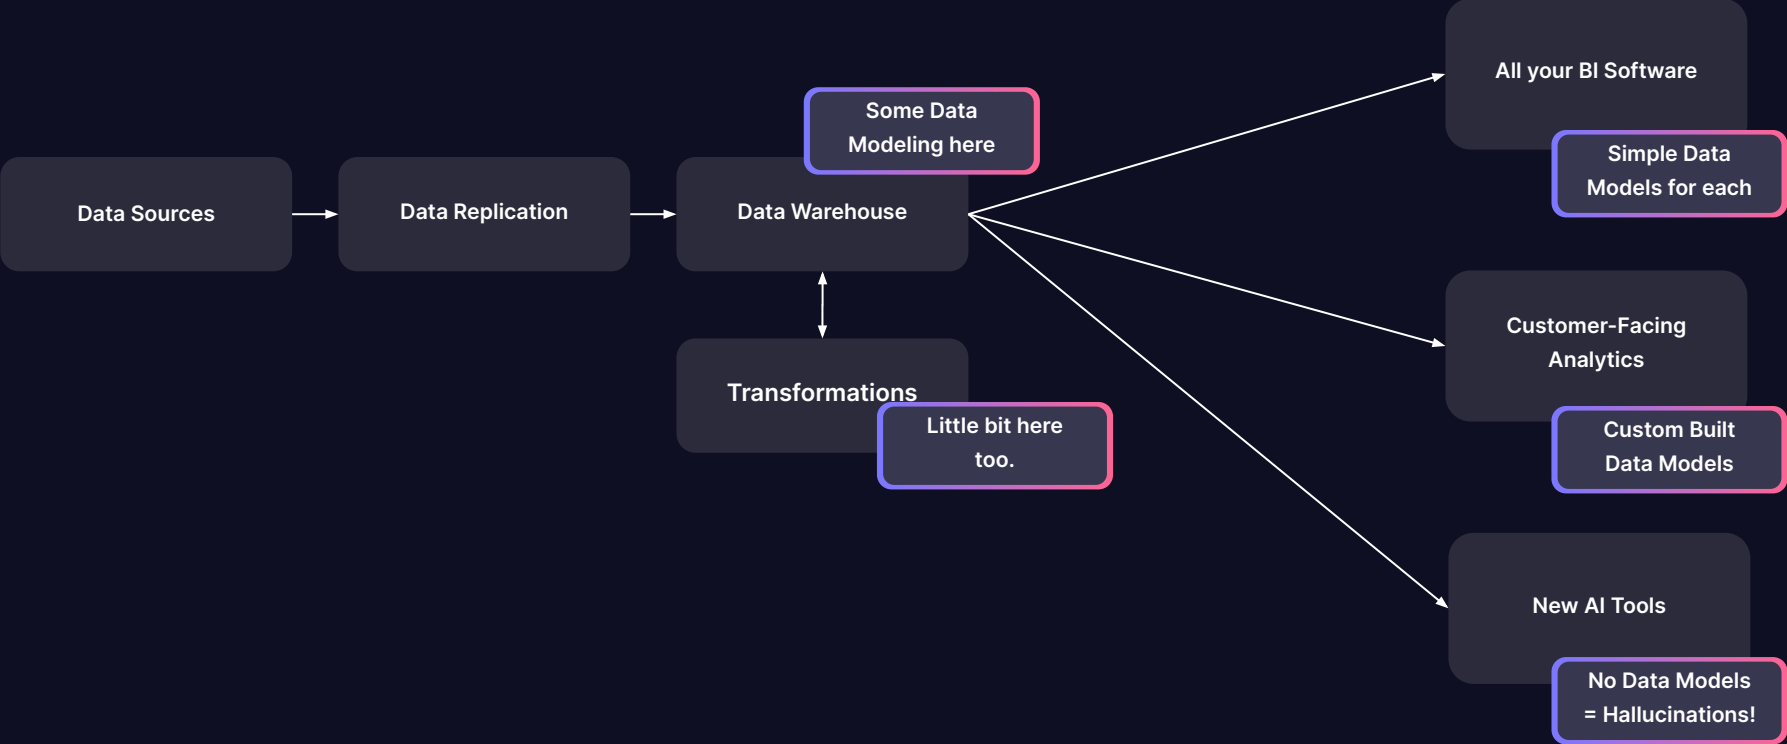 All your BI Software
Some Data
Modeling here
Simple Data
Models for each
Data Sources
Data Replication
Data Warehouse
Customer-Facing
Analytics
Transformations
Little bit here
too.
Custom Built
Data Models
New AI Tools
No Data Models
= Hallucinations!